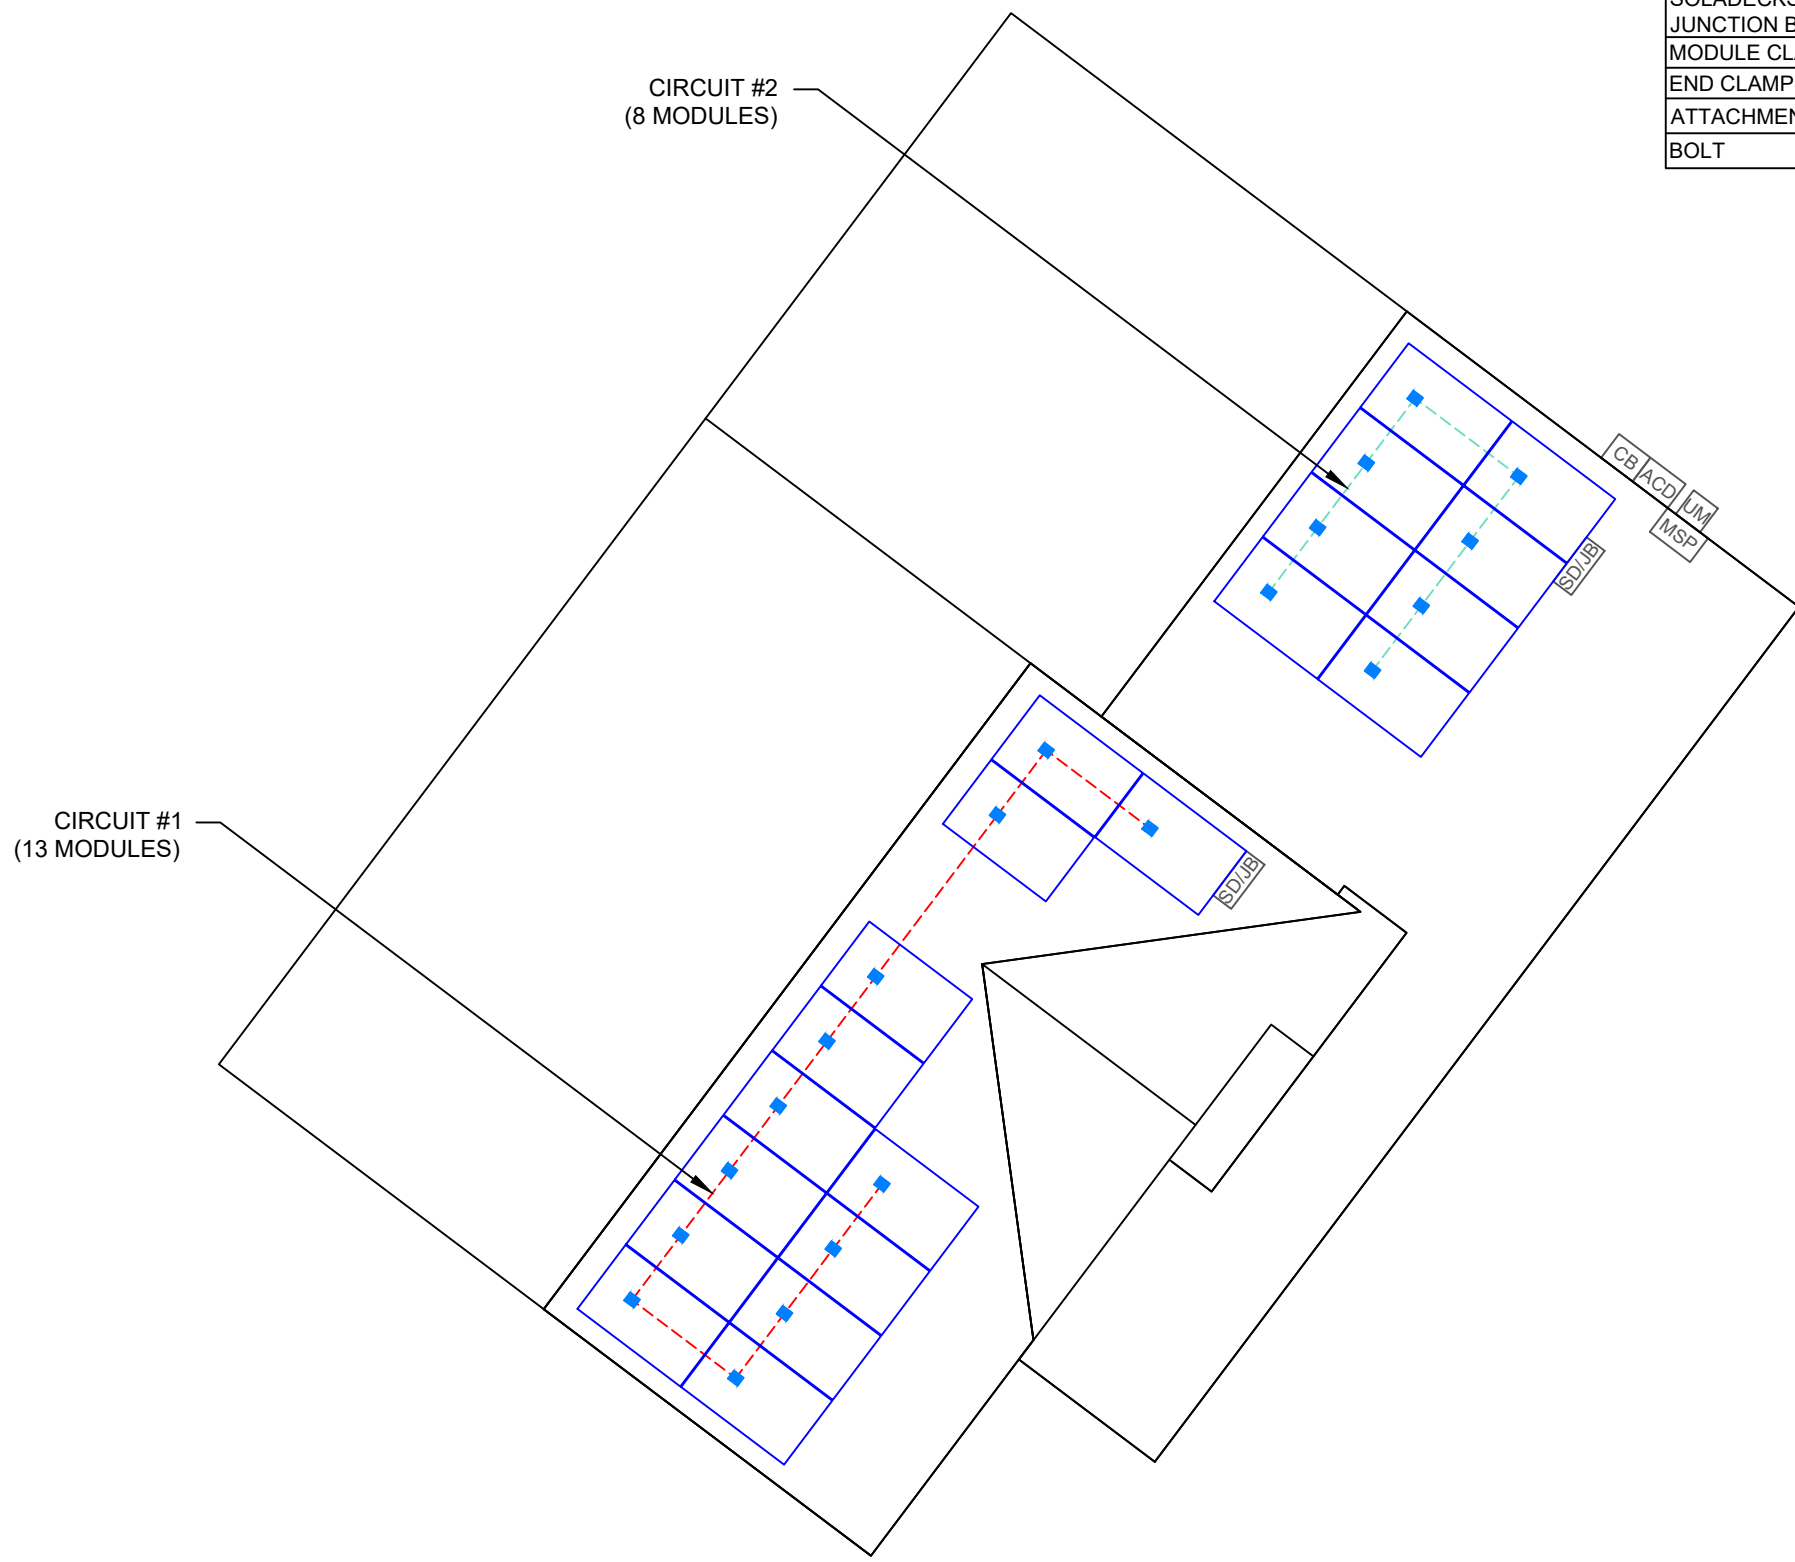 JUNCTION B
MODULE CLA
END CLAMP
ATTACHMEN
BOLT
CIRCUIT #2
(8 MODULES)
CB
ACD
UM
MSP
SD/JB
CIRCUIT #1
(13 MODULES)
SD/JB